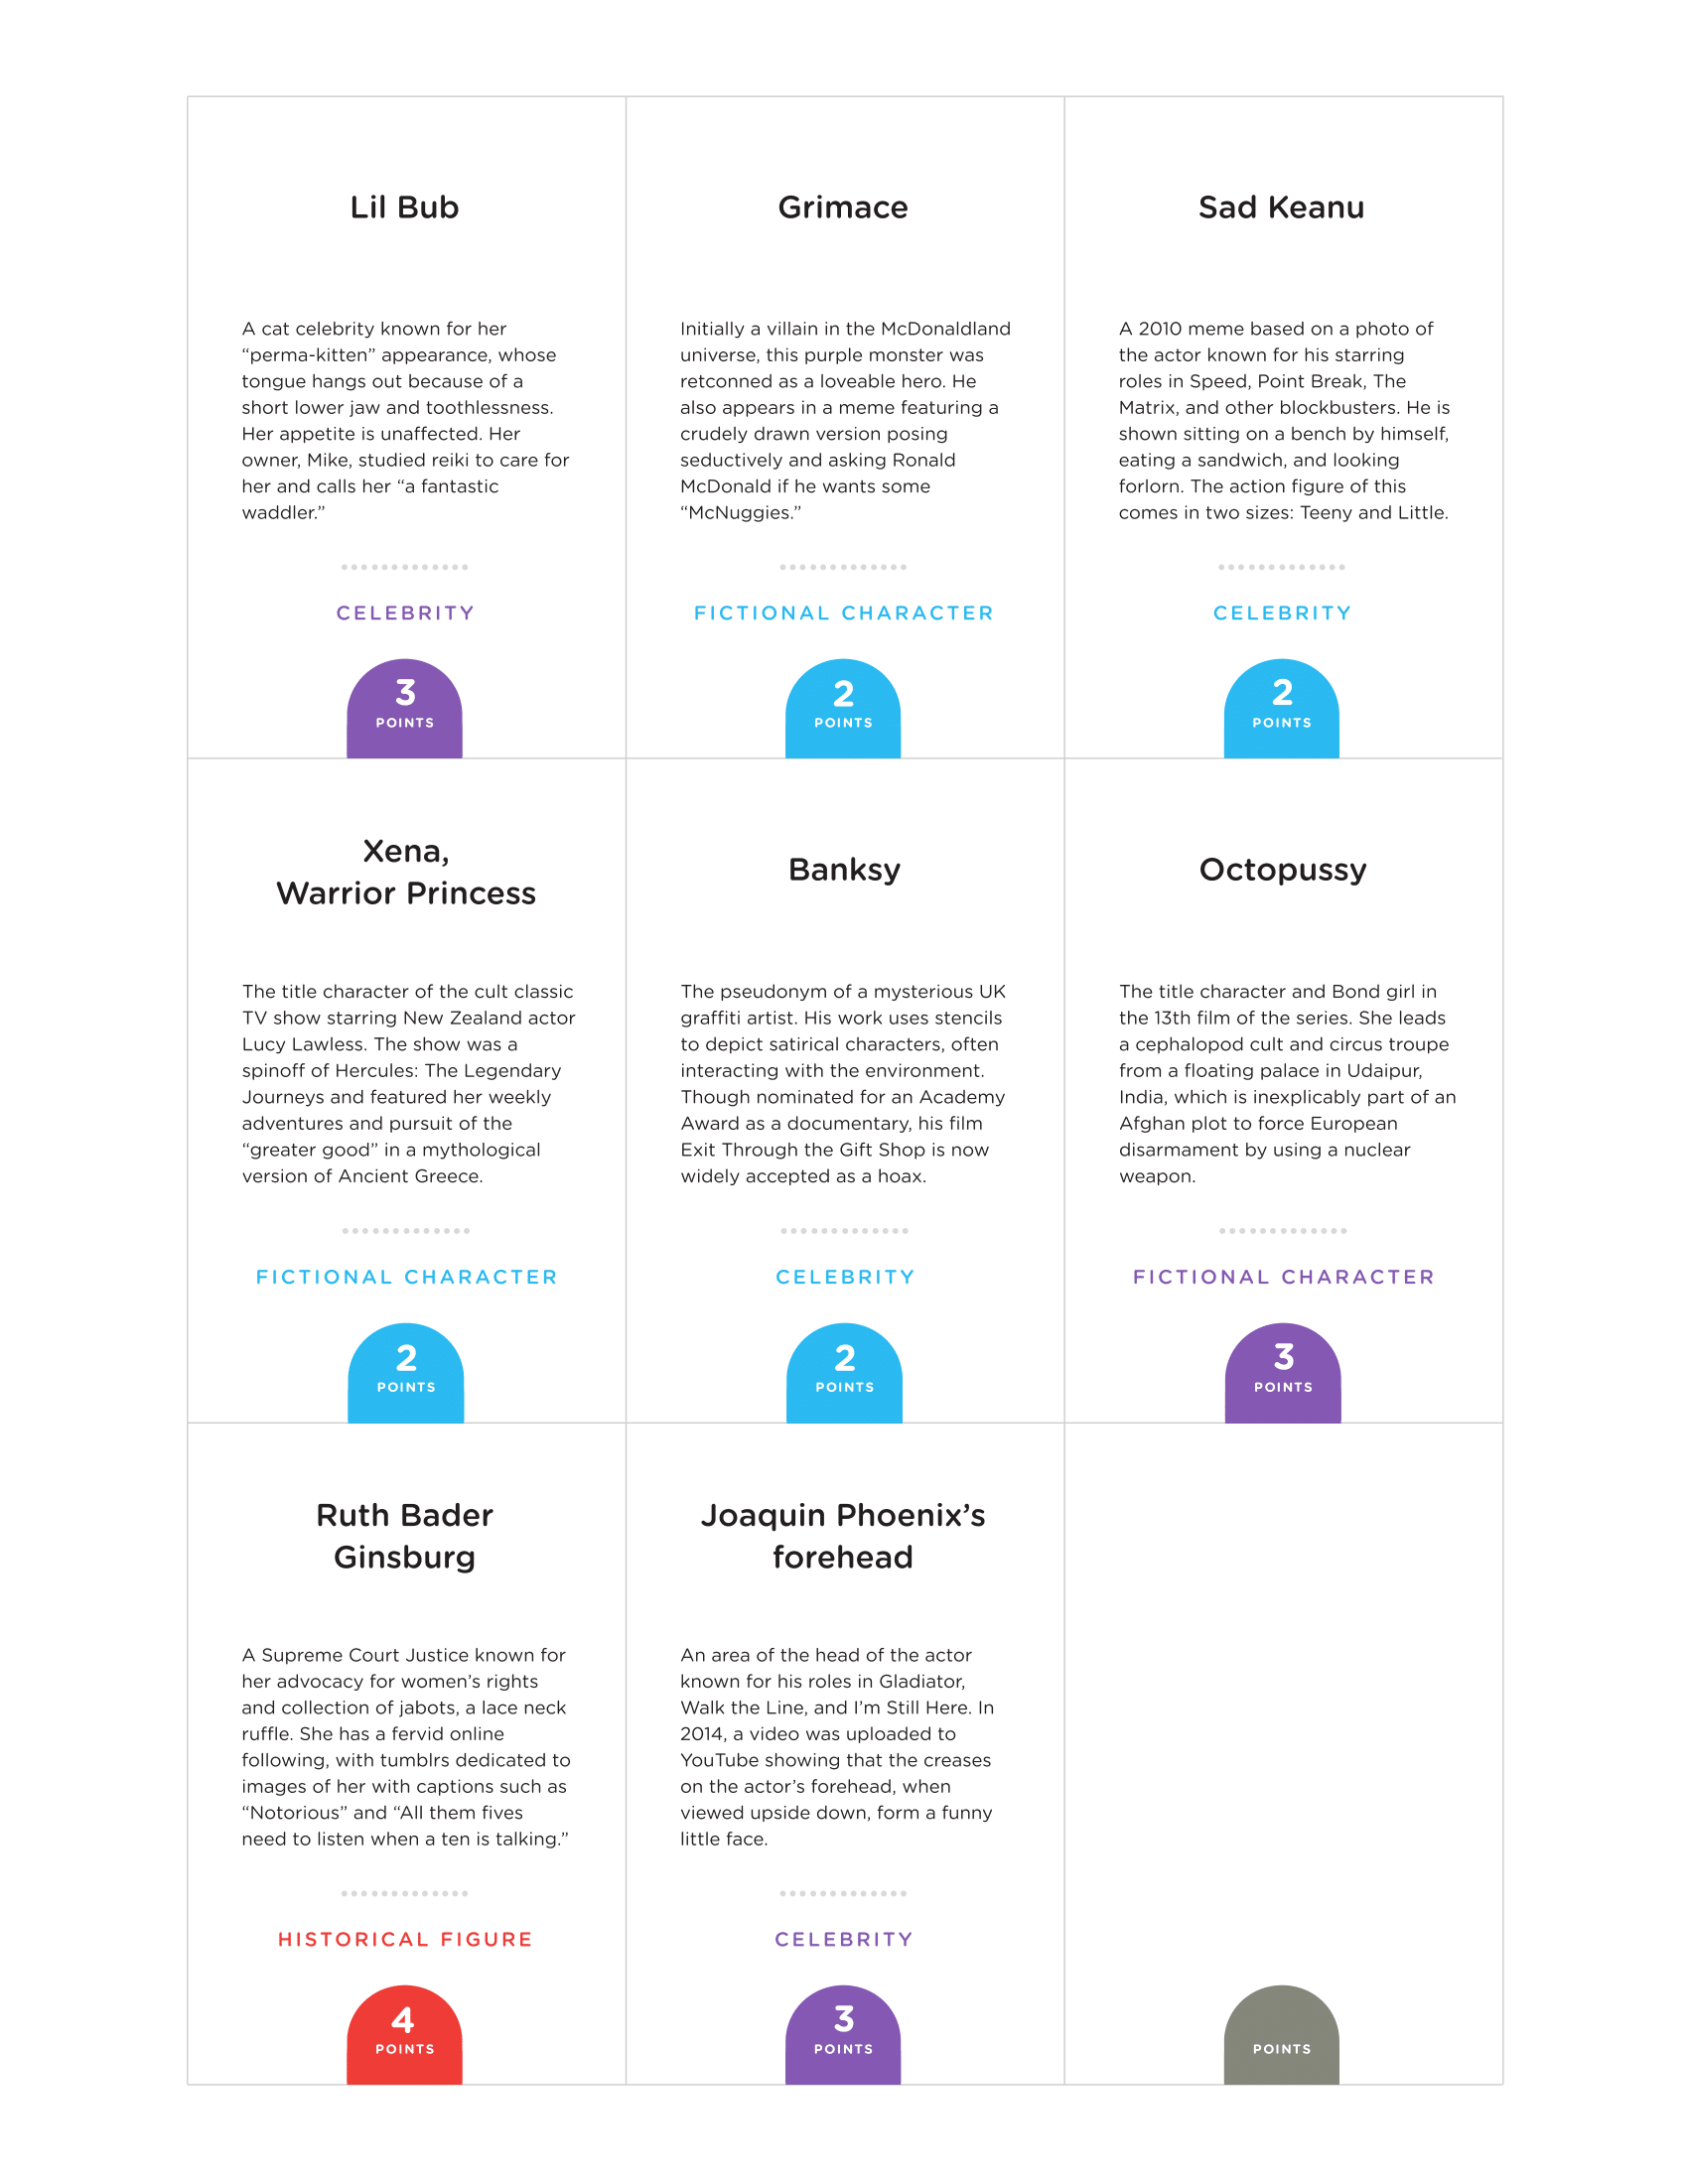 Lil Bub
A cat celebrity known for her
“perma-kitten” appearance, whose
tongue hangs out because of a
short lower jaw and toothlessness.
Her appetite is unaffected. Her
owner, Mike, studied reiki to care for
her and calls her “a fantastic
waddler.”
CELEBRITY
3
POINTS
Grimace
Initially a villain in the McDonaldland
universe, this purple monster was
retconned as a loveable hero. He
also appears in a meme featuring a
crudely drawn version posing
seductively and asking Ronald
McDonald if he wants some
“McNuggies.”
FICTIONAL CHARACTER
2
POINTS
Sad Keanu
A 2010 meme based on a photo of
the actor known for his starring
roles in Speed, Point Break, The
Matrix, and other blockbusters. He is
shown sitting on a bench by himself,
eating a sandwich, and looking
forlorn. The action figure of this
comes in two sizes: Teeny and Little.
CELEBRITY
2
POINTS
Xena,
Warrior Princess
The title character of the cult classic
TV show starring New Zealand actor
Lucy Lawless. The show was a
spinoff of Hercules: The Legendary
Journeys and featured her weekly
adventures and pursuit of the
“greater good” in a mythological
version of Ancient Greece.
FICTIONAL CHARACTER
2
POINTS
Banksy
The pseudonym of a mysterious UK
graffiti artist. His work uses stencils
to depict satirical characters, often
interacting with the environment.
Though nominated for an Academy
Award as a documentary, his film
Exit Through the Gift Shop is now
widely accepted as a hoax.
CELEBRITY
2
POINTS
Octopussy
The title character and Bond girl in
the 13th film of the series. She leads
a cephalopod cult and circus troupe
from a floating palace in Udaipur,
India, which is inexplicably part of an
Afghan plot to force European
disarmament by using a nuclear
weapon.
FICTIONAL CHARACTER
3
POINTS
Ruth Bader
Ginsburg
A Supreme Court Justice known for
her advocacy for women’s rights
and collection of jabots, a lace neck
ruffle. She has a fervid online
following, with tumblrs dedicated to
images of her with captions such as
“Notorious” and “All them fives
need to listen when a ten is talking.”
HISTORICAL FIGURE
4
POINTS
Joaquin Phoenix’s
forehead
An area of the head of the actor
known for his roles in Gladiator,
Walk the Line, and I’m Still Here. In
2014, a video was uploaded to
YouTube showing that the creases
on the actor’s forehead, when
viewed upside down, form a funny
little face.
CELEBRITY
3
POINTS
POINTS